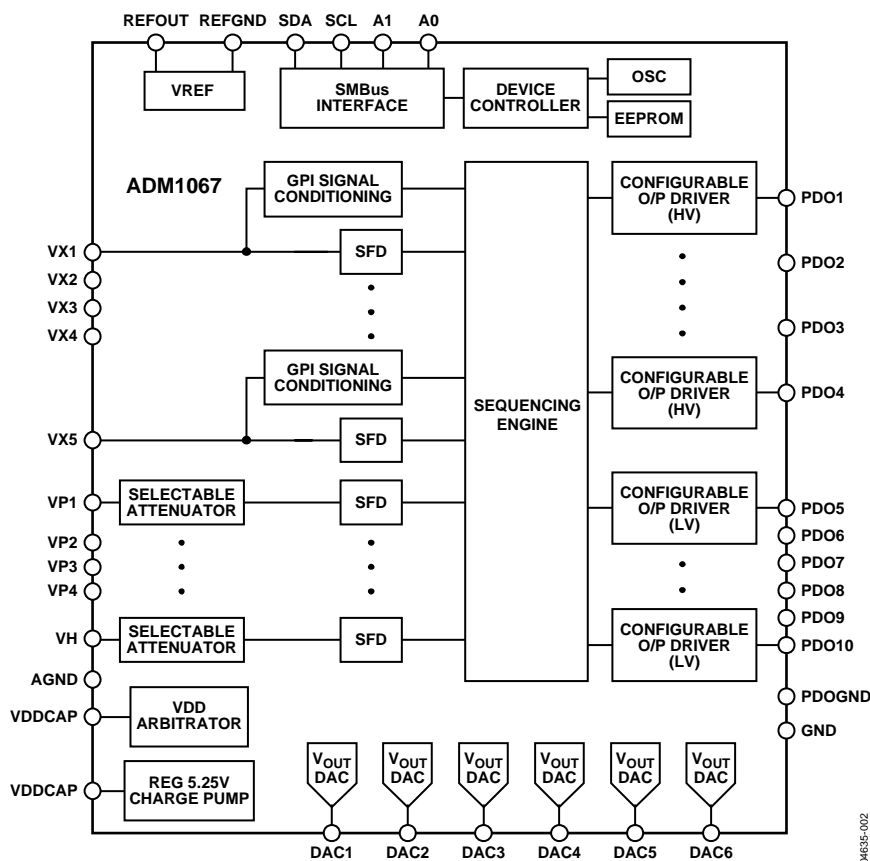 REFOUT REFGND SDA SCL A1 A0
VREF
SMBus
INTERFACE
DEVICE
CONTROLLER
OSC
EEPROM
ADM1067
GPI SIGNAL
CONDITIONING
CONFIGURABLE
O/P DRIVER
(HV)
PDO1
VX1
SFD
PDO2
VX2
VX3
VX4
PDO3
GPI SIGNAL
CONDITIONING
SEQUENCING
ENGINE
CONFIGURABLE
O/P DRIVER
(HV)
PDO4
VX5
SFD
VP1
SELECTABLE
ATTENUATOR
SFD
CONFIGURABLE
O/P DRIVER
(LV)
PDO5
PDO6
VP2
VP3
VP4
PDO7
PDO8
PDO9
VH
SELECTABLE
ATTENUATOR
SFD
CONFIGURABLE
O/P DRIVER
(LV)
PDO10
AGND
PDOGND
VDDCAP
VDD
ARBITRATOR
GND
VDDCAP
REG 5.25V
CHARGE PUMP
VOUT
DAC
VOUT
DAC
VOUT
DAC
VOUT
DAC
VOUT
DAC
VOUT
DAC
DAC1 DAC2 DAC3 DAC4 DAC5 DAC6